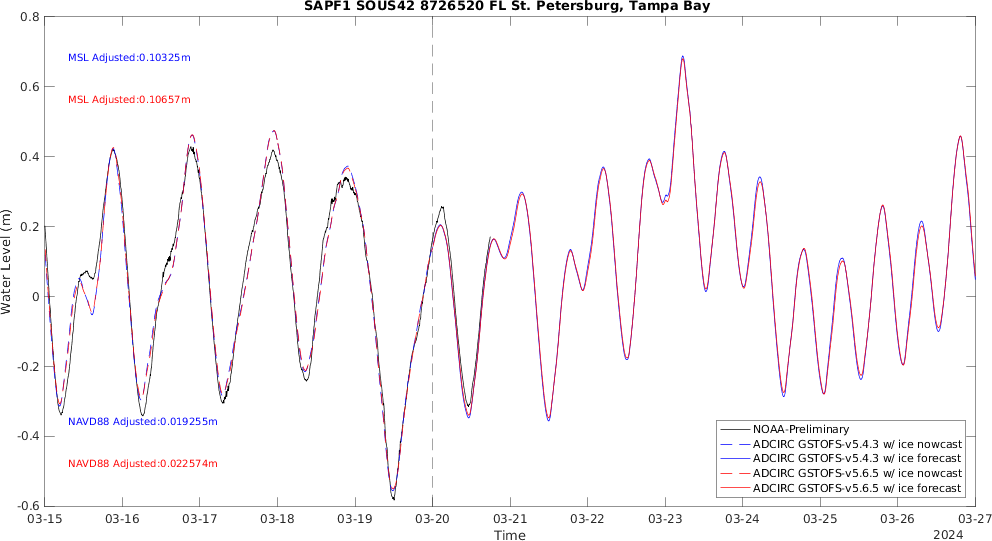 SAPF1 SOUS42 8726520 FL St. Petersburg, Tampa Bay
0.8
MSL Adjusted:0.10325m
0.6
MSL Adjusted:0.10657m
0.4
0.2
Water Level (m)
0
-0.2
-0.4
NAVD88 Adjusted:0.019255m
NAVD88 Adjusted:0.022574m
-0.6
NOAA-Preliminary
ADCIRC GSTOFS-v5.4.3 w/ ice nowcast
ADCIRC GSTOFS-v5.4.3 w/ ice forecast
ADCIRC GSTOFS-v5.6.5 w/ ice nowcast
ADCIRC GSTOFS-v5.6.5 w/ ice forecast
03-15 03-16 03-17 03-18 03-19 03-20 03-21 03-22 03-23 03-24 03-25 03-26 03-27
Time
2024